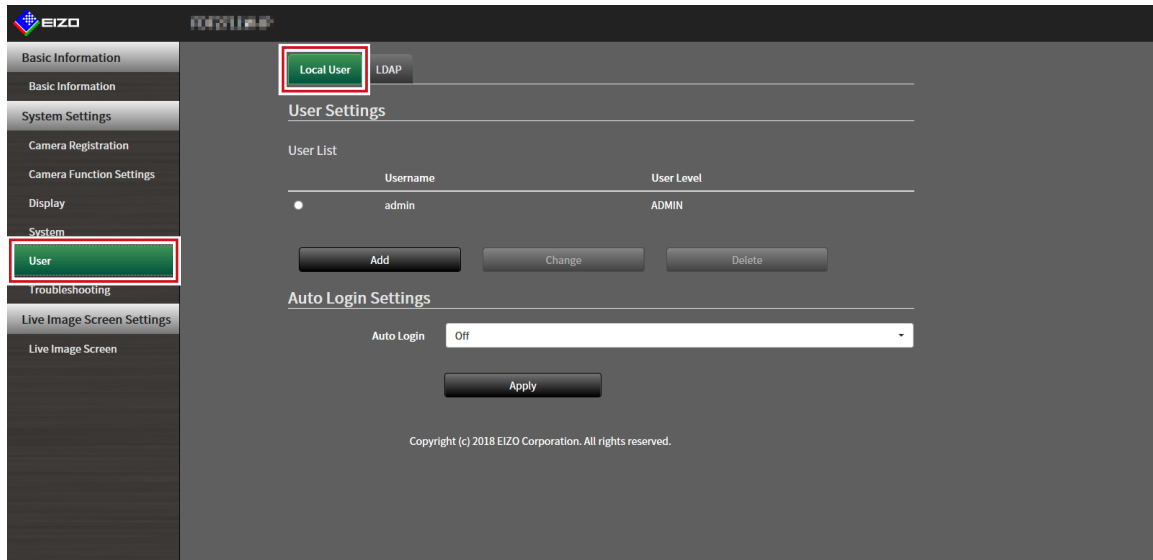 EIZO
Basic Information
Basic Information
System Settings
Camera Registration
Camera Function Settings
Display
System
User
Troubleshooting
Live Image Screen Settings
Live Image Screen
Local User LDAP
User Settings
User List
Username User Level
admin ADMIN
Add Change Delete
Auto Login Settings
Auto Login Off
Apply
Copyright (c) 2018 EIZO Corporation. All rights reserved.